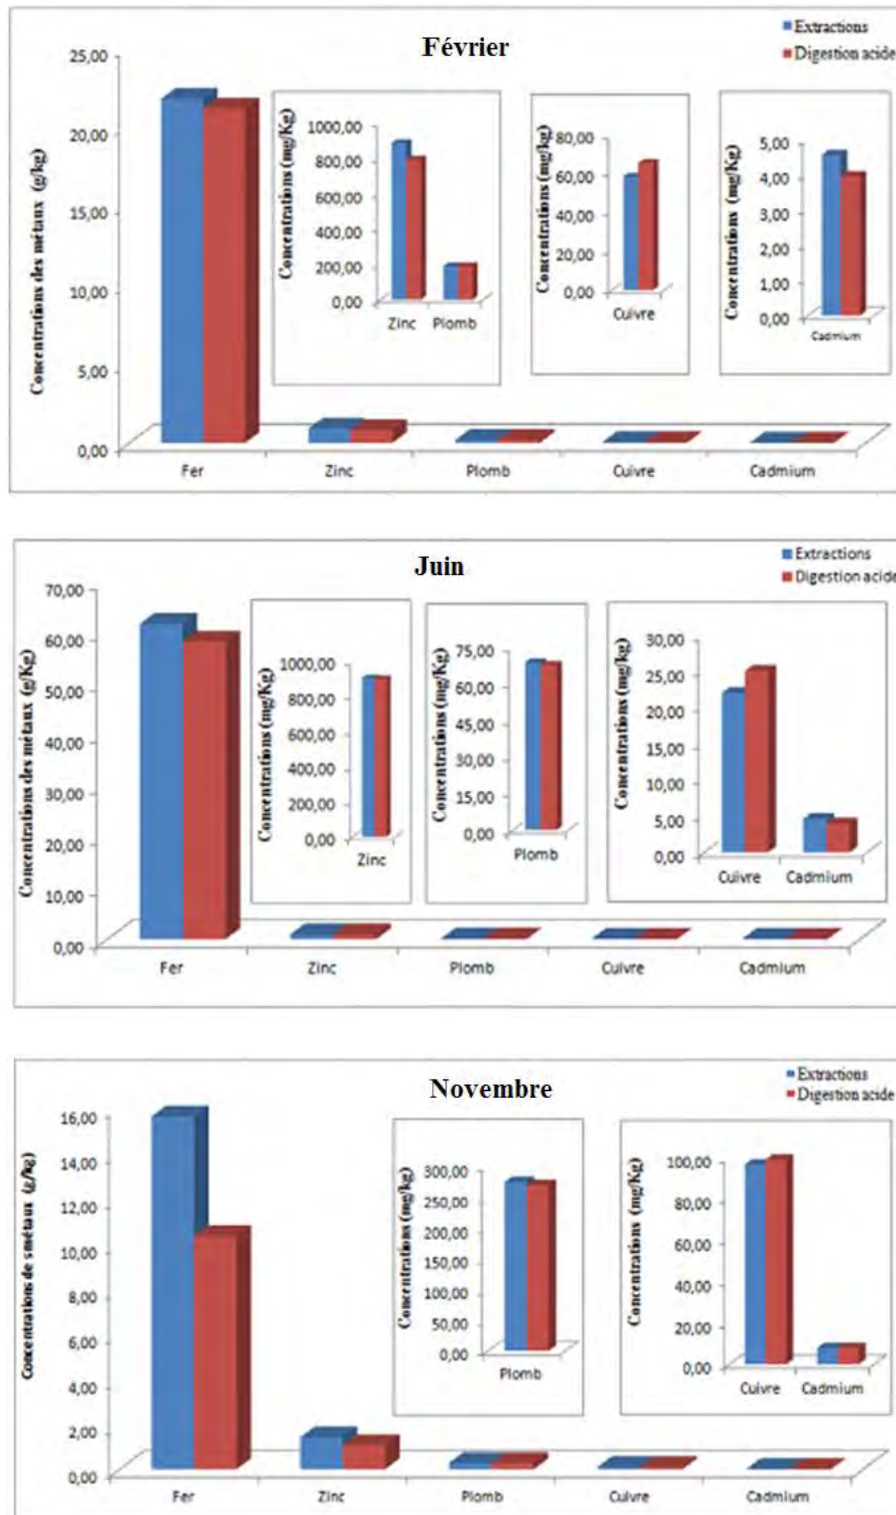 Février
Extractions
Digestion acide
Concentrations des métaux (g/kg)
25,00
20,00
15,00
10,00
5,00
0,00
Fer Zinc Plomb Cuivre Cadmium
Concentrations (mg/Kg)
1000,00
800,00
600,00
400,00
200,00
0,00
Zinc Plomb
Concentrations (mg/kg)
80,00
60,00
40,00
20,00
0,00
Cuivre
Concentrations (mg/Kg)
5,00
4,00
3,00
2,00
1,00
0,00
Cadmium
Juin
Extractions
Digestion acide
Concentrations des métaux (g/Kg)
70,00
60,00
50,00
40,00
30,00
20,00
10,00
0,00
Fer Zinc Plomb Cuivre Cadmium
Concentrations (mg/Kg)
1000,00
800,00
600,00
400,00
200,00
0,00
Zinc
Concentrations (mg/Kg)
75,00
60,00
45,00
30,00
15,00
0,00
Plomb
Concentrations (mg/kg)
30,00
25,00
20,00
15,00
10,00
5,00
0,00
Cuivre Cadmium
Novembre
Extractions
Digestion acide
Concentrations de smétaux (g/kg)
16,00
14,00
12,00
10,00
8,00
6,00
4,00
2,00
0,00
Fer Zinc Plomb Cuivre Cadmium
Concentrations (mg/kg)
300,00
250,00
200,00
150,00
100,00
50,00
0,00
Plomb
Concentrations (mg/Kg)
100,00
80,00
60,00
40,00
20,00
0,00
Cuivre Cadmium